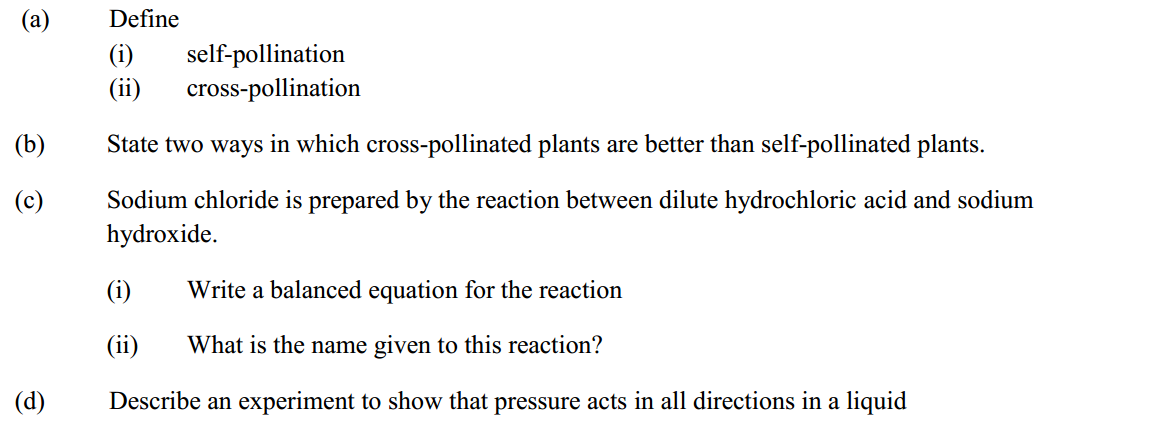 (a) Define
(i) self-pollination
(ii) cross-pollination
(b) State two ways in which cross-pollinated plants are better than self-pollinated plants.
(c) Sodium chloride is prepared by the reaction between dilute hydrochloric acid and sodium
hydroxide.
(i) Write a balanced equation for the reaction
(ii) What is the name given to this reaction?
(d) Describe an experiment to show that pressure acts in all directions in a liquid